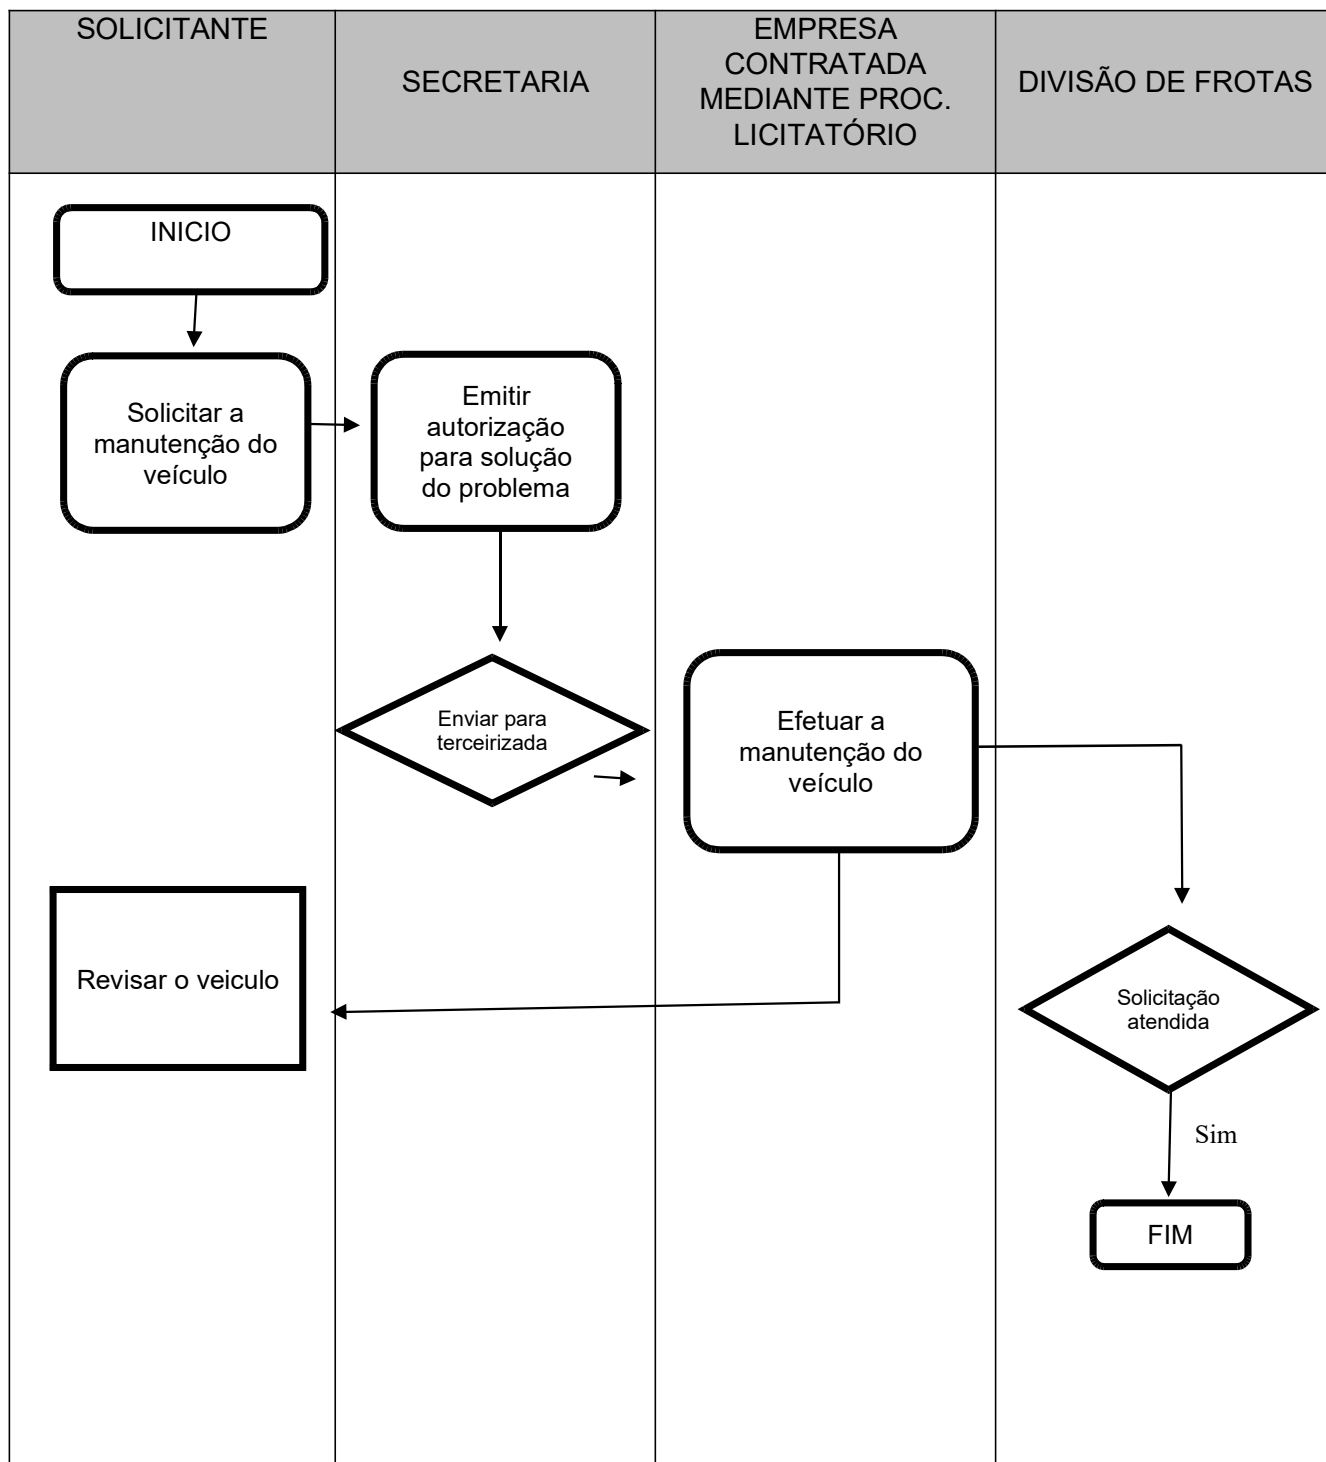 SOLICITANTE
SECRETARIA
EMPRESA
CONTRATADA
MEDIANTE PROC.
LICITATÓRIO
DIVISÃO DE FROTAS
INICIO
Solicitar a
manutenção do
veículo
Emitir
autorização
para solução
do problema
Enviar para
terceirizada
Efetuar a
manutenção do
veículo
Revisar o veiculo
Solicitação
atendida
Sim
FIM